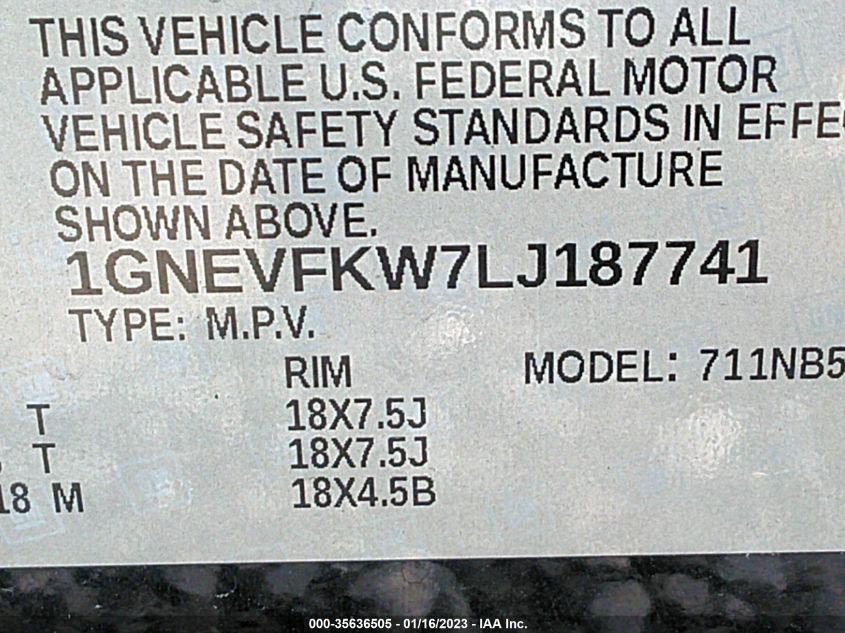 THIS VEHICLE CONFORMS TO ALL
APPLICABLE U.S. FEDERAL MOTOR
VEHICLE SAFETY STANDARDS IN EFFE
ON THE DATE OF MANUFACTURE
SHOWN ABOVE.
1GNEVFKW7LJ187741
TYPE: M.P.V.
RIM MODEL: 711NB5
T 18X7.5J
T 18X7.5J
18 M 18X4.5B
000-35636505 - 01/16/2023 - IAA Inc.